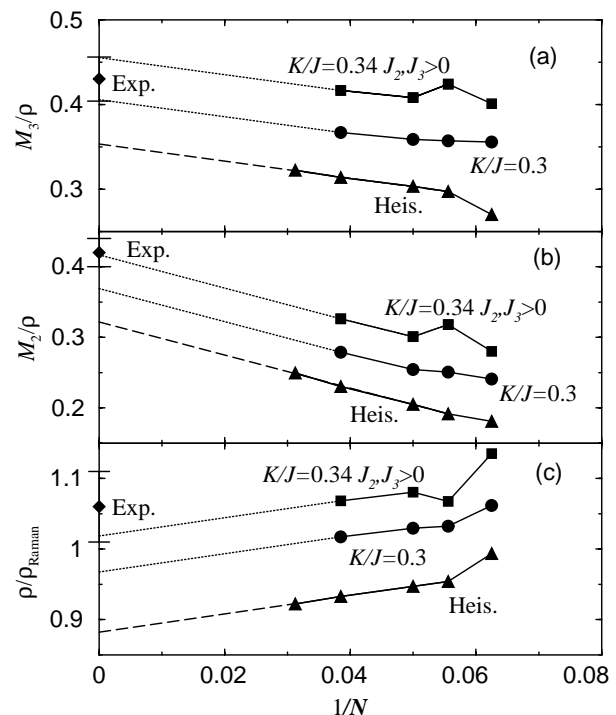 0.5
(a)
K/J=0.34 J₂,J₃>0
Exp.
0.4
M₃/ρ
K/J=0.3
0.3
Heis.
Exp.
(b)
0.4
K/J=0.34 J₂,J₃>0
M₂/ρ
0.3
K/J=0.3
Heis.
0.2
1.1
K/J=0.34 J₂,J₃>0
(c)
Exp.
ρ/ρRaman
1
K/J=0.3
Heis.
0.9
0 0.02 0.04 0.06 0.08
1/N